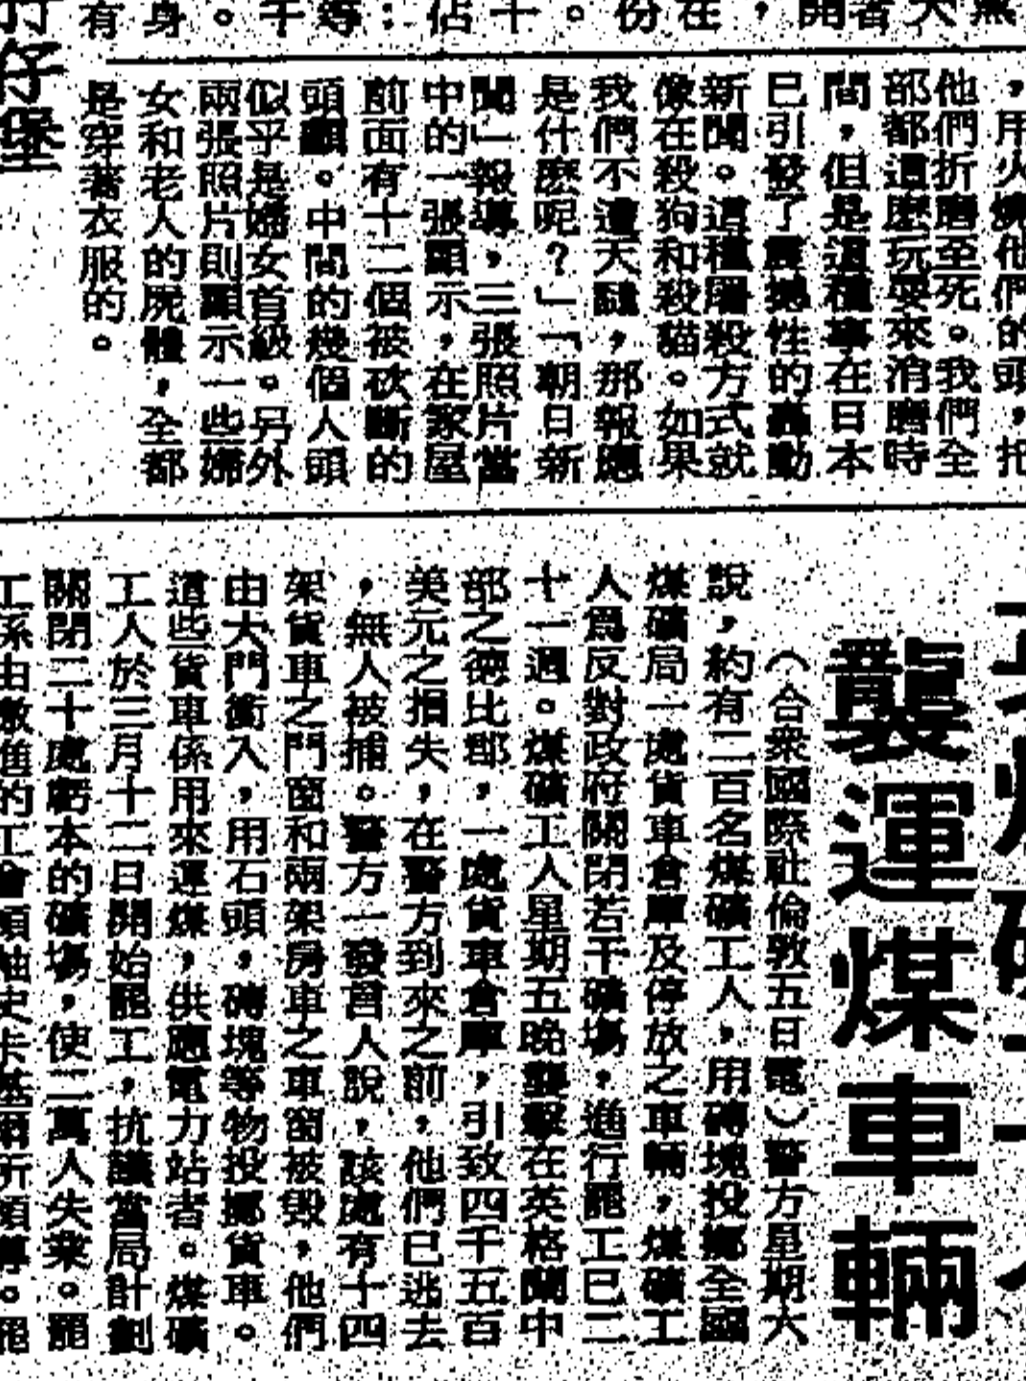 ，用火燒他們的頭，把
他們折磨至死。我們全
部都這麼玩耍來消磨時
間，但是這種事在日本
已引發了震撼性的轟動
新聞。這種屠殺方式就
像在殺狗和殺貓。如果
我們不遭天譴，那報應
是什麽呢？」「朝日新
聞」報導，三張照片當
中的一張顯示，在家屋
前面有十二個被砍斷的
頭顱。中間的幾個人頭
似乎是婦女首級。另外
兩張照片則顯示一些婦
女和老人的屍體，全都
是穿著衣服的。
襲運煤車輛
（合衆國際社倫敦五日電）警方星期六
說，約有二百名煤礦工人，用磚塊投擲全國
煤礦局一處貨車倉庫及停放之車輛，煤礦工
人爲反對政府關閉若干礦場，進行罷工已二
十一週。煤礦工人星期五晚襲擊在英格蘭中
部之德比郡，一處貨車倉庫，引致四千五百
美元之損失，在警方到來之前，他們已逃去
，無人被捕。警方一發言人說，該處有十四
架貨車之門窗和兩架房車之車窗被毀，他們
由大門衝入，用石頭，磚塊等物投擲貨車。
這些貨車係用來運煤，供應電力站者。煤礦
工人於三月十二日開始罷工，抗議當局計劃
關閉二十處虧本的礦場，使二萬人失業。罷
工係由激進的工會領袖史卡基爾所領導。罷